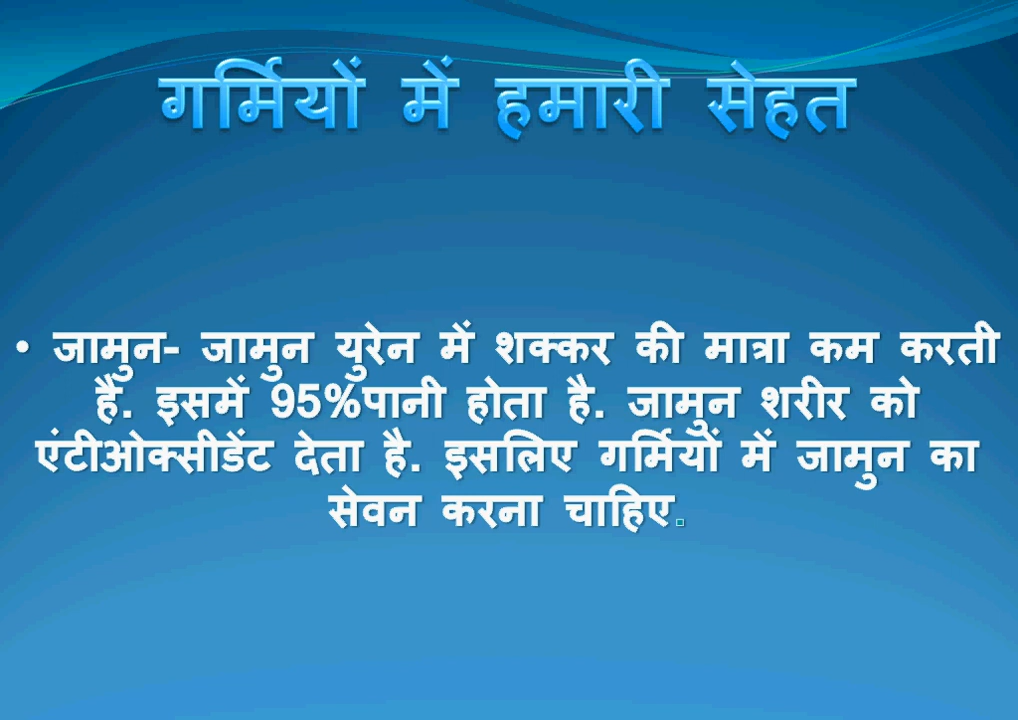 गर्मियों में हमारी सेहत
• जामुन- जामुन युरेन में शक्कर की मात्रा कम करती
है. इसमें 95%पानी होता है. जामुन शरीर को
एंटीओक्सीडेंट देता है. इसलिए गर्मियों में जामुन का
सेवन करना चाहिए.